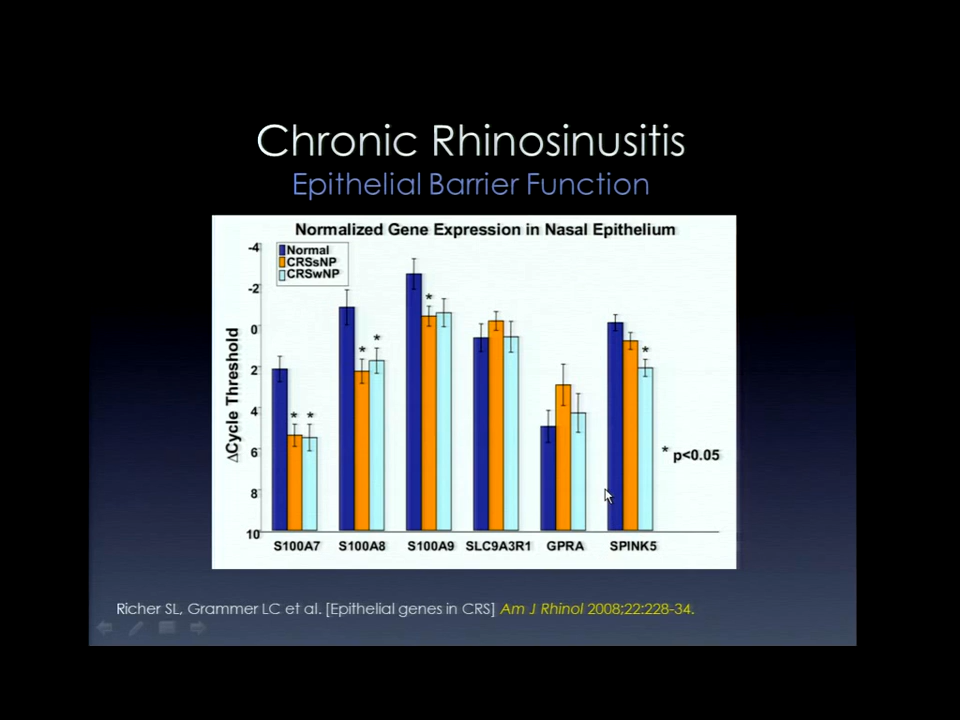 Chronic Rhinosinusitis
Epithelial Barrier Function
Normalized Gene Expression in Nasal Epithelium
Normal
CRSsNP
CRSwNP
ΔCycle Threshold
-4
-2
0
2
4
6
8
10
*
*
*
*
*
*
* p<0.05
S100A7 S100A8 S100A9 SLC9A3R1 GPRA SPINK5
Richer SL, Grammer LC et al. [Epithelial genes in CRS] Am J Rhinol 2008;22:228-34.